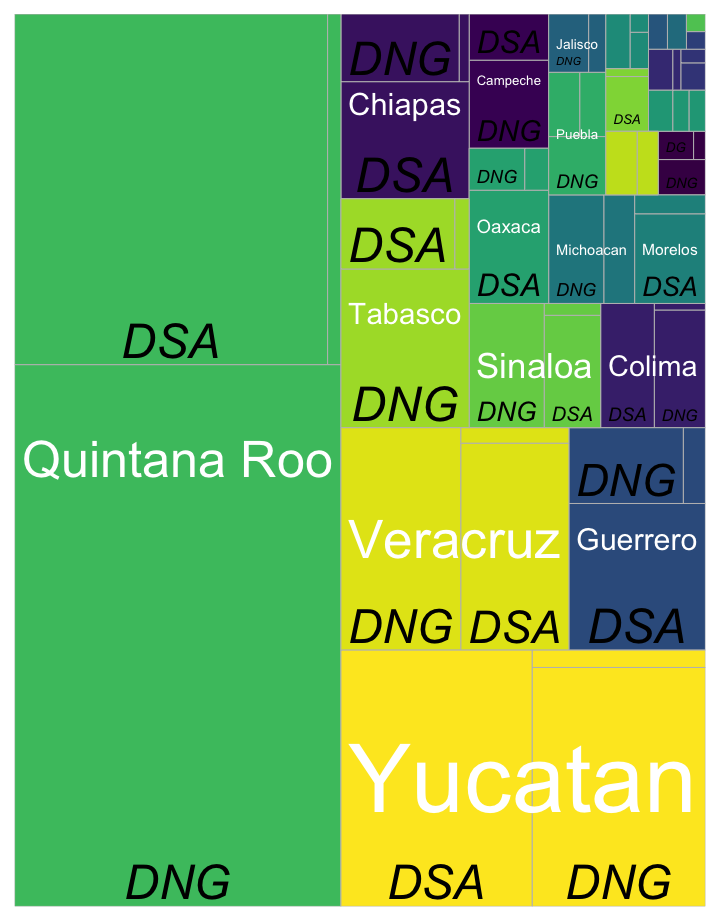 DSA
Quintana Roo
DNG
DNG
Chiapas
DSA
DSA
Tabasco
DNG
DSA
Campeche
DNG
DNG
Oaxaca
DSA
Jalisco
DNG
Puebla
DNG
DSA
DG
DNG
Michoacan
DNG
Morelos
DSA
Sinaloa
DNG
DSA
Colima
DSA
DNG
Veracruz
DNG
DSA
DNG
Guerrero
DSA
Yucatan
DSA
DNG